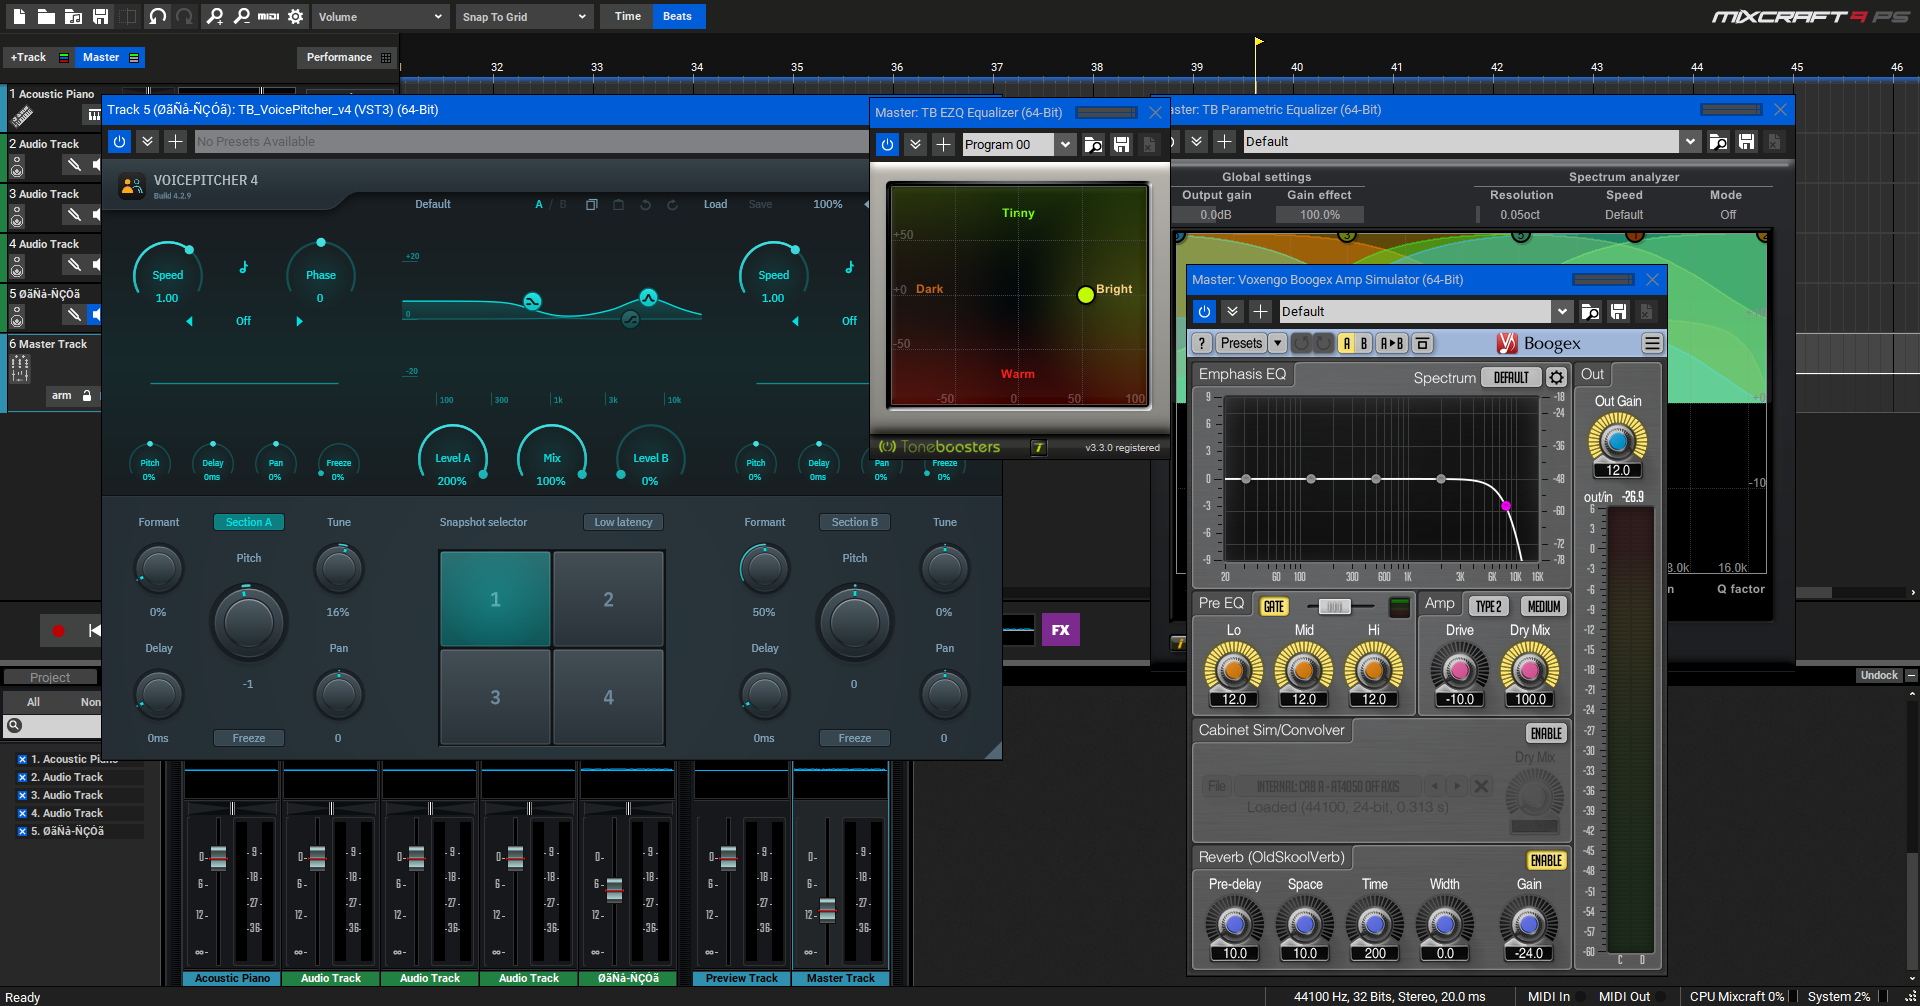 MIDI
Volume
Snap To Grid
Time
Beats
MIXCRAFT 9 PS
+Track
Master
Performance
32
33
34
35
36
37
38
39
40
41
42
43
44
45
46
1 Acoustic Piano
2 Audio Track
3 Audio Track
4 Audio Track
5 ØãÑå-ÑÇÓã
6 Master Track
arm
Track 5 (ØãÑå-ÑÇÓã): TB_VoicePitcher_v4 (VST3) (64-Bit)
No Presets Available
VOICEPITCHER 4
Build 4.2.9
Default
A / B
Load
Save
100%
Speed
1.00
Off
Phase
0
+20
0
-20
100
300
1k
3k
10k
Speed
1.00
Off
Pitch
0%
Delay
0ms
Pan
0%
Freeze
0%
Level A
200%
Mix
100%
Level B
0%
Pitch
0%
Delay
0ms
Pan
0%
Freeze
0%
Formant
Section A
Tune
Pitch
0%
16%
Delay
Pan
-1
0ms
Freeze
0
Snapshot selector
Low latency
1
2
3
4
Formant
Section B
Tune
Pitch
50%
0%
Delay
Pan
0
0ms
Freeze
0
Master: TB EZQ Equalizer (64-Bit)
Program 00
Tinny
+50
+0
Dark
Bright
-50
Warm
-50
0
50
100
Toneboosters
v3.3.0 registered
aster: TB Parametric Equalizer (64-Bit)
Default
Global settings
Spectrum analyzer
Output gain
Gain effect
Resolution
Speed
Mode
0.0dB
100.0%
0.05oct
Default
Off
-10
3.0k
16.0k
n
Q factor
Master: Voxengo Boogex Amp Simulator (64-Bit)
Default
?
Presets
A
B
A▸B
Boogex
Emphasis EQ
Spectrum
DEFAULT
Out
9
6
3
0
-3
-6
-9
-18
-24
-36
-48
-60
-72
-78
20
60
100
300
600
1K
3K
6K
10K
16K
Out Gain
12.0
out/in -26.9
6
3
0
-3
-6
-9
-12
-15
-18
-21
-24
-27
-30
-33
-36
-39
-42
-45
-48
-51
-54
-57
-60
Pre EQ
GATE
Lo
Mid
Hi
12.0
12.0
12.0
Amp
TYPE 2
MEDIUM
Drive
Dry Mix
-10.0
100.0
Cabinet Sim/Convolver
ENABLE
Dry Mix
File
INTERNAL: CAB A - AT4050 OFF AXIS
Loaded (44100, 24-bit, 0.313 s)
Reverb (OldSkoolVerb)
ENABLE
Pre-delay
Space
Time
Width
Gain
10.0
10.0
200
0.0
-24.0
FX
Undock
Project
All
Non
1. Acoustic Piano
2. Audio Track
3. Audio Track
4. Audio Track
5. ØãÑå-ÑÇÓã
Acoustic Piano
Audio Track
Audio Track
Audio Track
ØãÑå-ÑÇÓã
Preview Track
Master Track
Ready
44100 Hz, 32 Bits, Stereo, 20.0 ms
MIDI In
MIDI Out
CPU Mixcraft 0%
System 2%